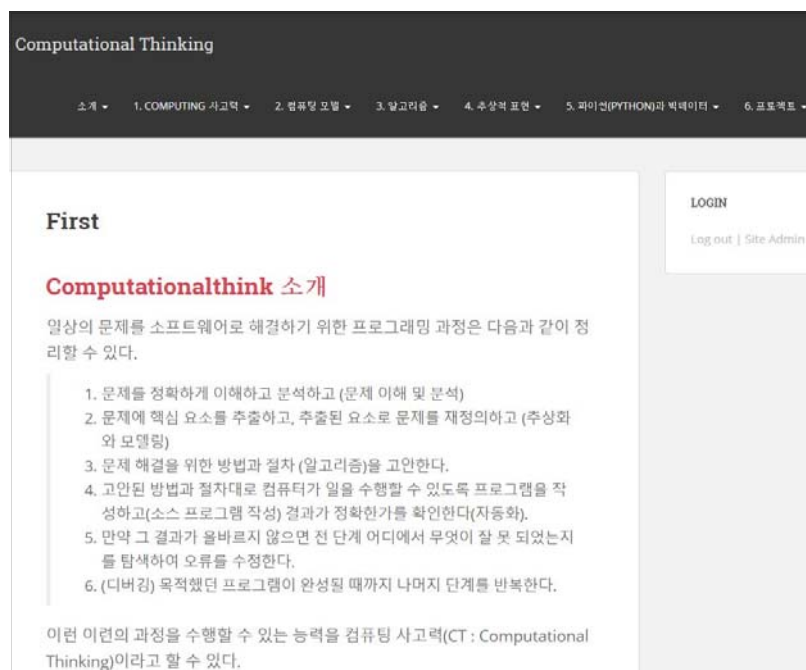 Computational Thinking
소개 1. COMPUTING 사고력 2. 컴퓨팅 모델 3. 알고리즘 4. 추상적 표현 5. 파이썬(PYTHON)과 빅데이터 6. 프로젝트
First
LOGIN
Log out | Site Admin
Computationalthink 소개
일상의 문제를 소프트웨어로 해결하기 위한 프로그래밍 과정은 다음과 같이 정
리할 수 있다.
1. 문제를 정확하게 이해하고 분석하고 (문제 이해 및 분석)
2. 문제에 핵심 요소를 추출하고, 추출된 요소로 문제를 재정의하고 (추상화
와 모델링)
3. 문제 해결을 위한 방법과 절차 (알고리즘)을 고안한다.
4. 고안된 방법과 절차대로 컴퓨터가 일을 수행할 수 있도록 프로그램을 작
성하고(소스 프로그램 작성) 결과가 정확한가를 확인한다(자동화).
5. 만약 그 결과가 올바르지 않으면 전 단계 어디에서 무엇이 잘 못 되었는지
를 탐색하여 오류를 수정한다.
6. (디버깅) 목적했던 프로그램이 완성될 때까지 나머지 단계를 반복한다.
이런 이련의 과정을 수행할 수 있는 능력을 컴퓨팅 사고력(CT : Computational
Thinking)이라고 할 수 있다.